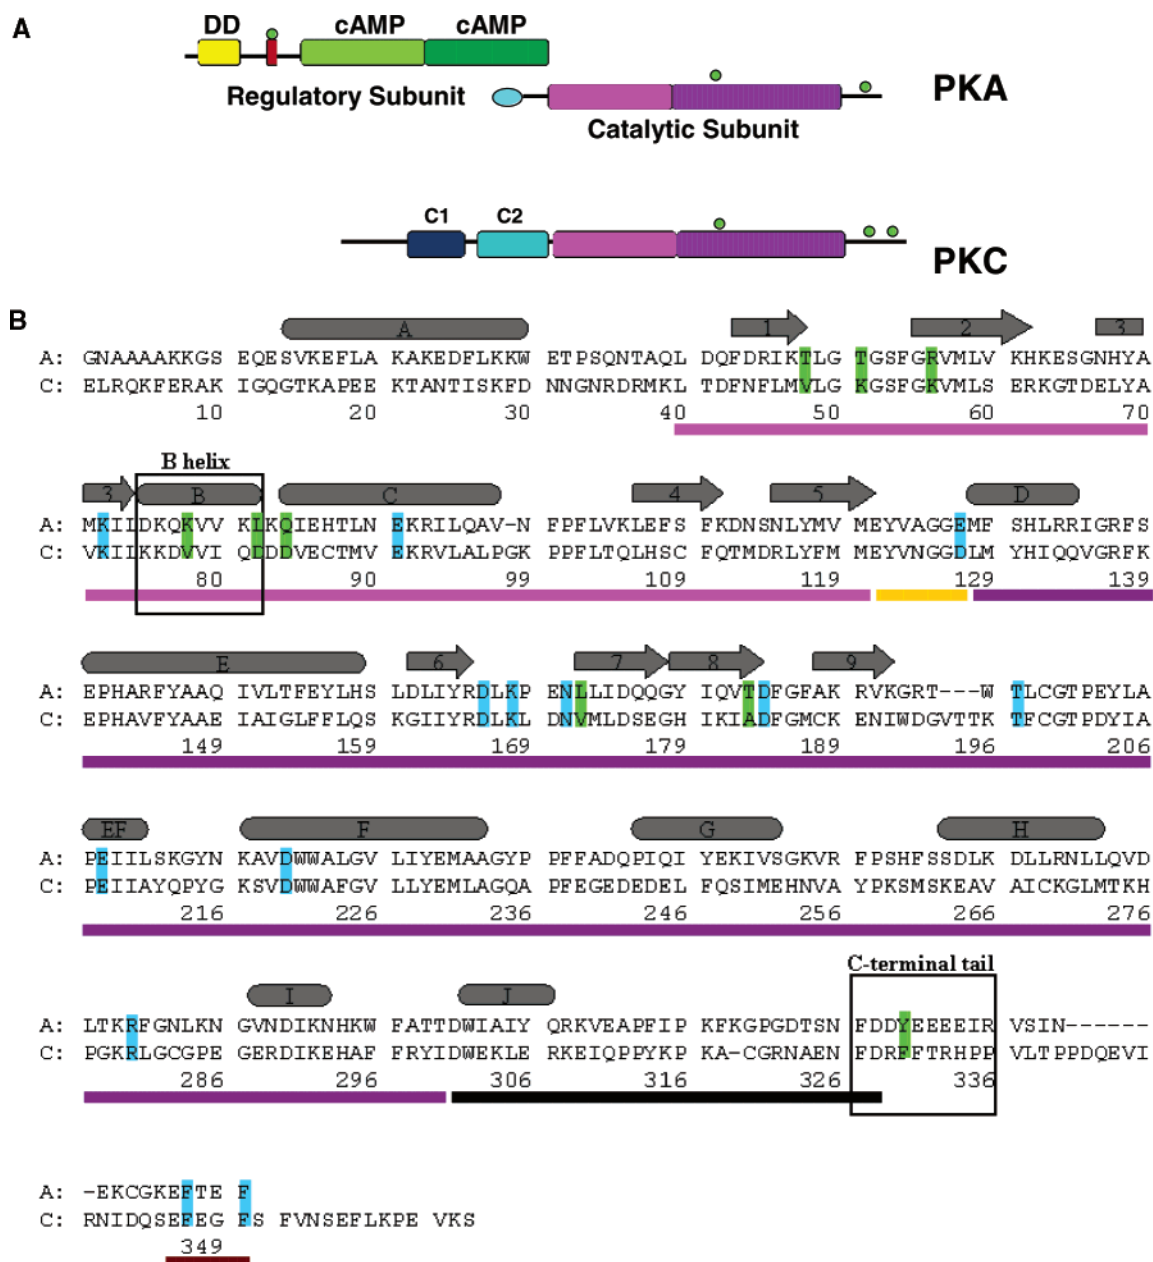 A
DD cAMP cAMP
Regulatory Subunit
PKA
Catalytic Subunit
C1 C2
PKC
B
A 1 2 3
A: GNAAAAKKGS EQESVKEFLA KAKEDFLKKW ETPSQNTAQL DQFDRIKTLG TGSFGRVMLV KHKESGNHYA
C: ELRQKFERAK IGQGTKAPEE KTANTISKFD NNGNRDRMKL TDFNFLMVLG KGSFGKVMLS ERKGTDELYA
10 20 30 40 50 60 70
B helix
3 B C 4 5 D
A: MKILDKQKVV KLKQIEHTLN EKRILQAV-N FPFLVKLEFS FKDNSNLYMV MEYVAGGEMF SHLRRIGRFS
C: VKILKKDVVI QDDDVECTMV EKRVLALPGK PPFLTQLHSC FQTMDRLYFM MEYVNGGDLM YHIQQVGRFK
80 90 99 109 119 129 139
E 6 7 8 9
A: EPHARFYAAQ IVLTFEYLHS LDLIYRDLKP ENLLIDQQGY IQVTDFGFAK RVKGRT---W TLCGTPEYLA
C: EPHAVFYAAE IAIGLFFLQS KGIIYRDLKL DNVMLDSEGH IKIADFGMCK ENIWDGVTTK TFCGTPDYIA
149 159 169 179 189 196 206
EF F G H
A: PEIILSKGYN KAVDWWALGV LIYEMAAGYP PFFADQPIQI YEKIVSGKVR FPSHFSSDLK DLLRNLLQVD
C: PEIIAYQPYG KSVDWWAFGV LLYEMLAGQA PFEGEDEDEL FQSIMEHNVA YPKSMSKEAV AICKGLMTKH
216 226 236 246 256 266 276
C-terminal tail
I J
A: LTKRFGNLKN GVNDIKNHKW FATTDWIAIY QRKVEAPFIP KFKGPGDTSN FDDYEEEEIR VSIN------
C: PGKRLGCGPE GERDIKEHAF FRYIDWEKLE RKEIQPPYKP KA-CGRNAEN FDRFFTRHPP VLTPPDQEVI
286 296 306 316 326 336
A: -EKCGKEFTE F
C: RNIDQSEFEG FS FVNSEFLKPE VKS
349